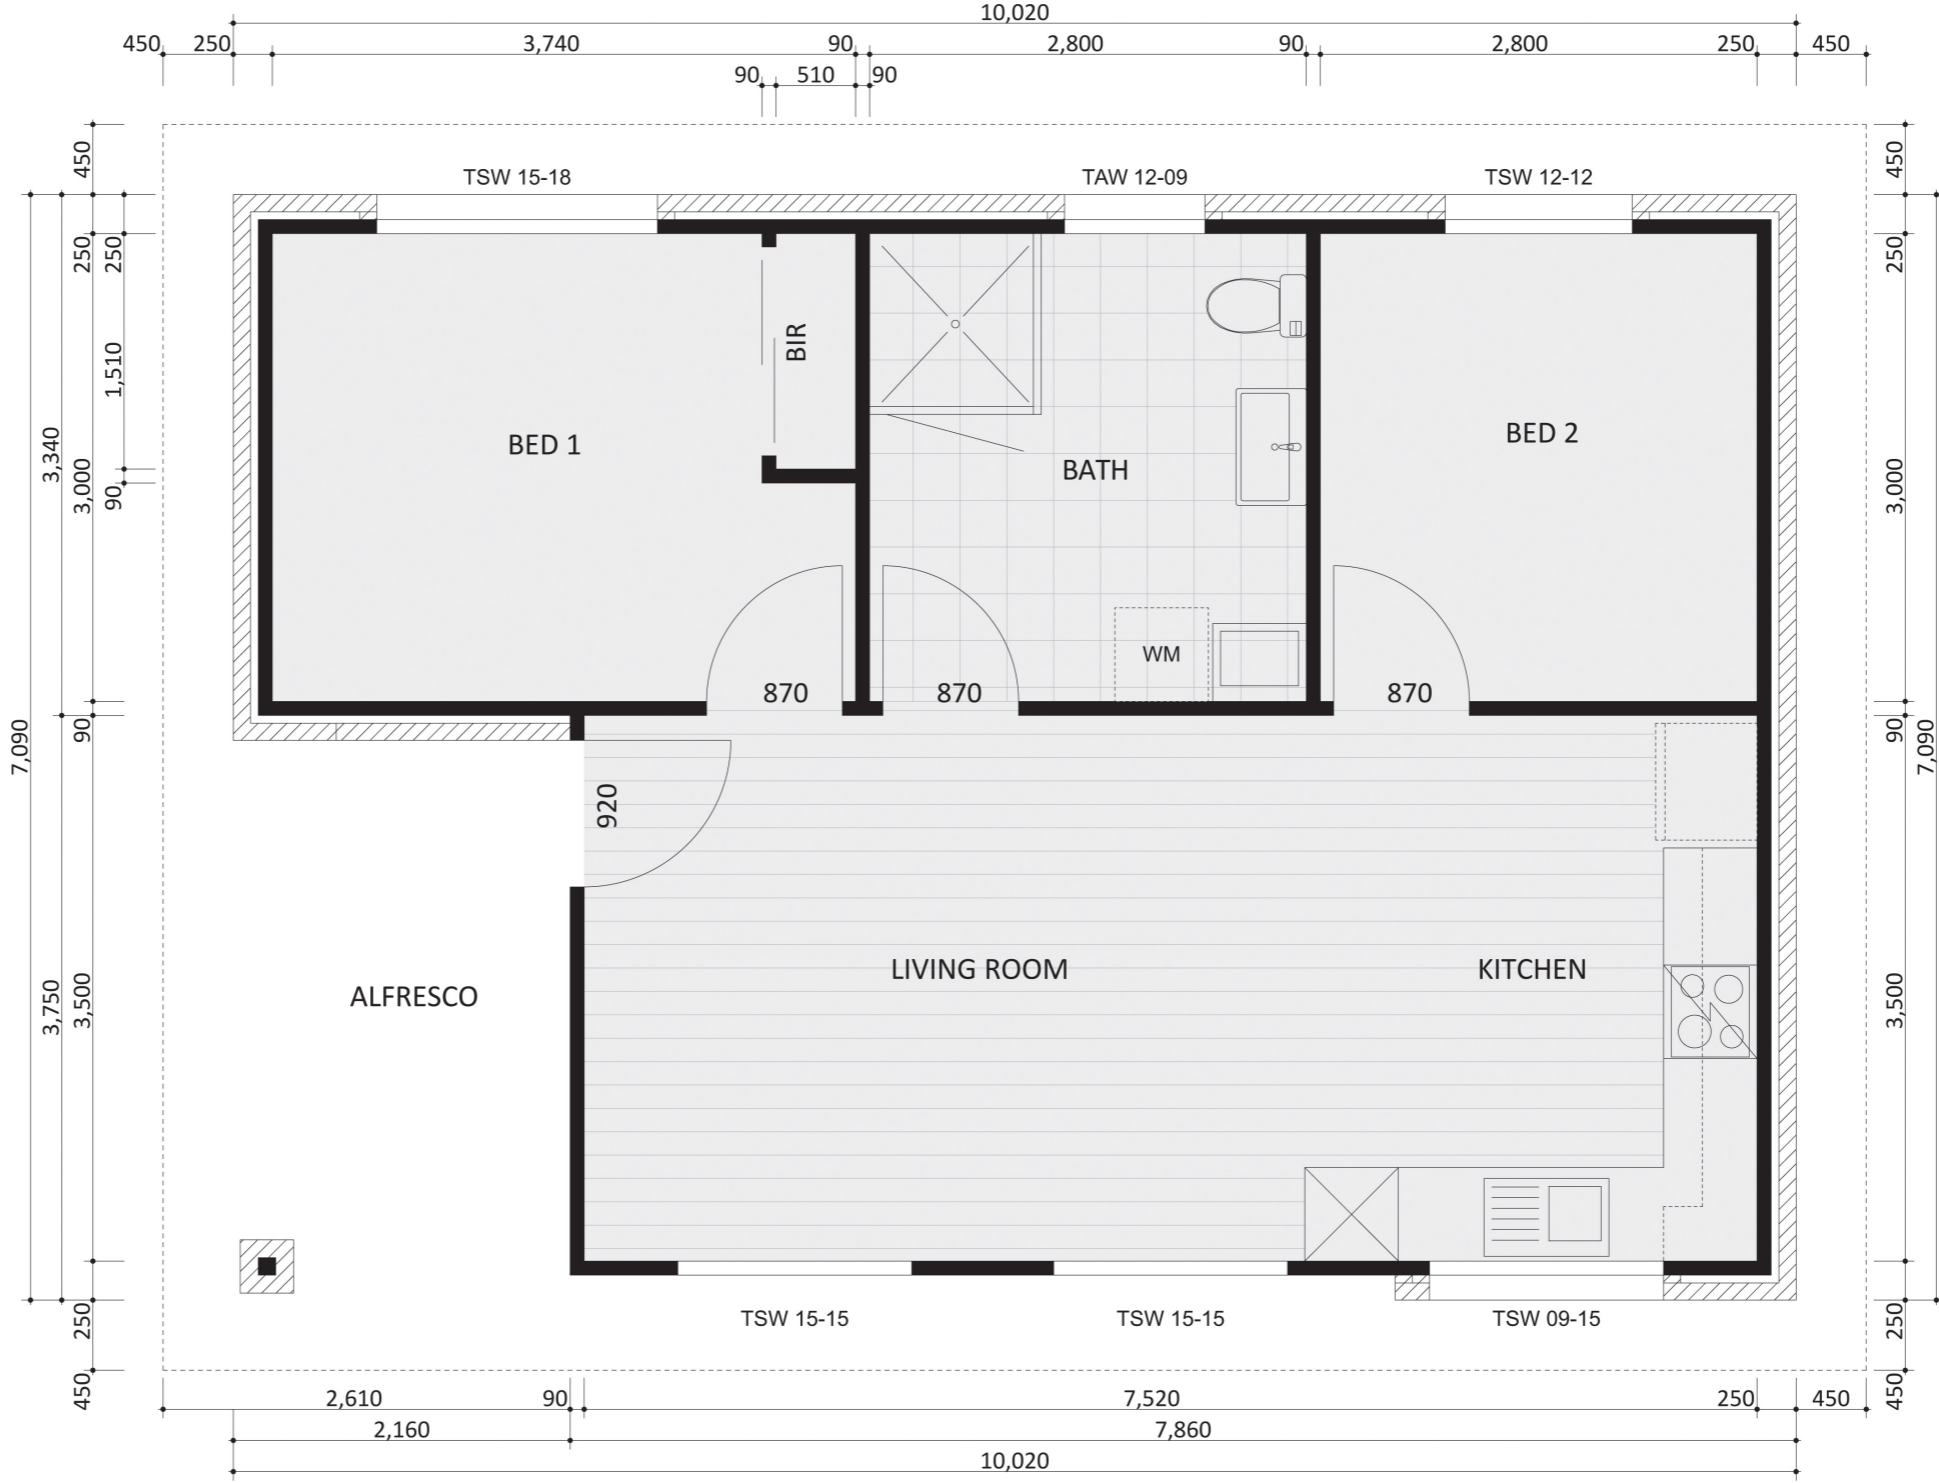 10,020
450 250 3,740 90 2,800 90 2,800 250 450
90 510 90
450
450
TSW 15-18
TAW 12-09
TSW 12-12
250
250
250
1,510
BIR
3,340
3,000
90
BED 1
BATH
BED 2
3,000
WM
870
870
870
7,090
90
90
7,090
920
3,750
3,500
ALFRESCO
LIVING ROOM
KITCHEN
3,500
250
TSW 15-15
TSW 15-15
TSW 09-15
250
450
450
2,610 90 7,520 250 450
2,160 7,860
10,020